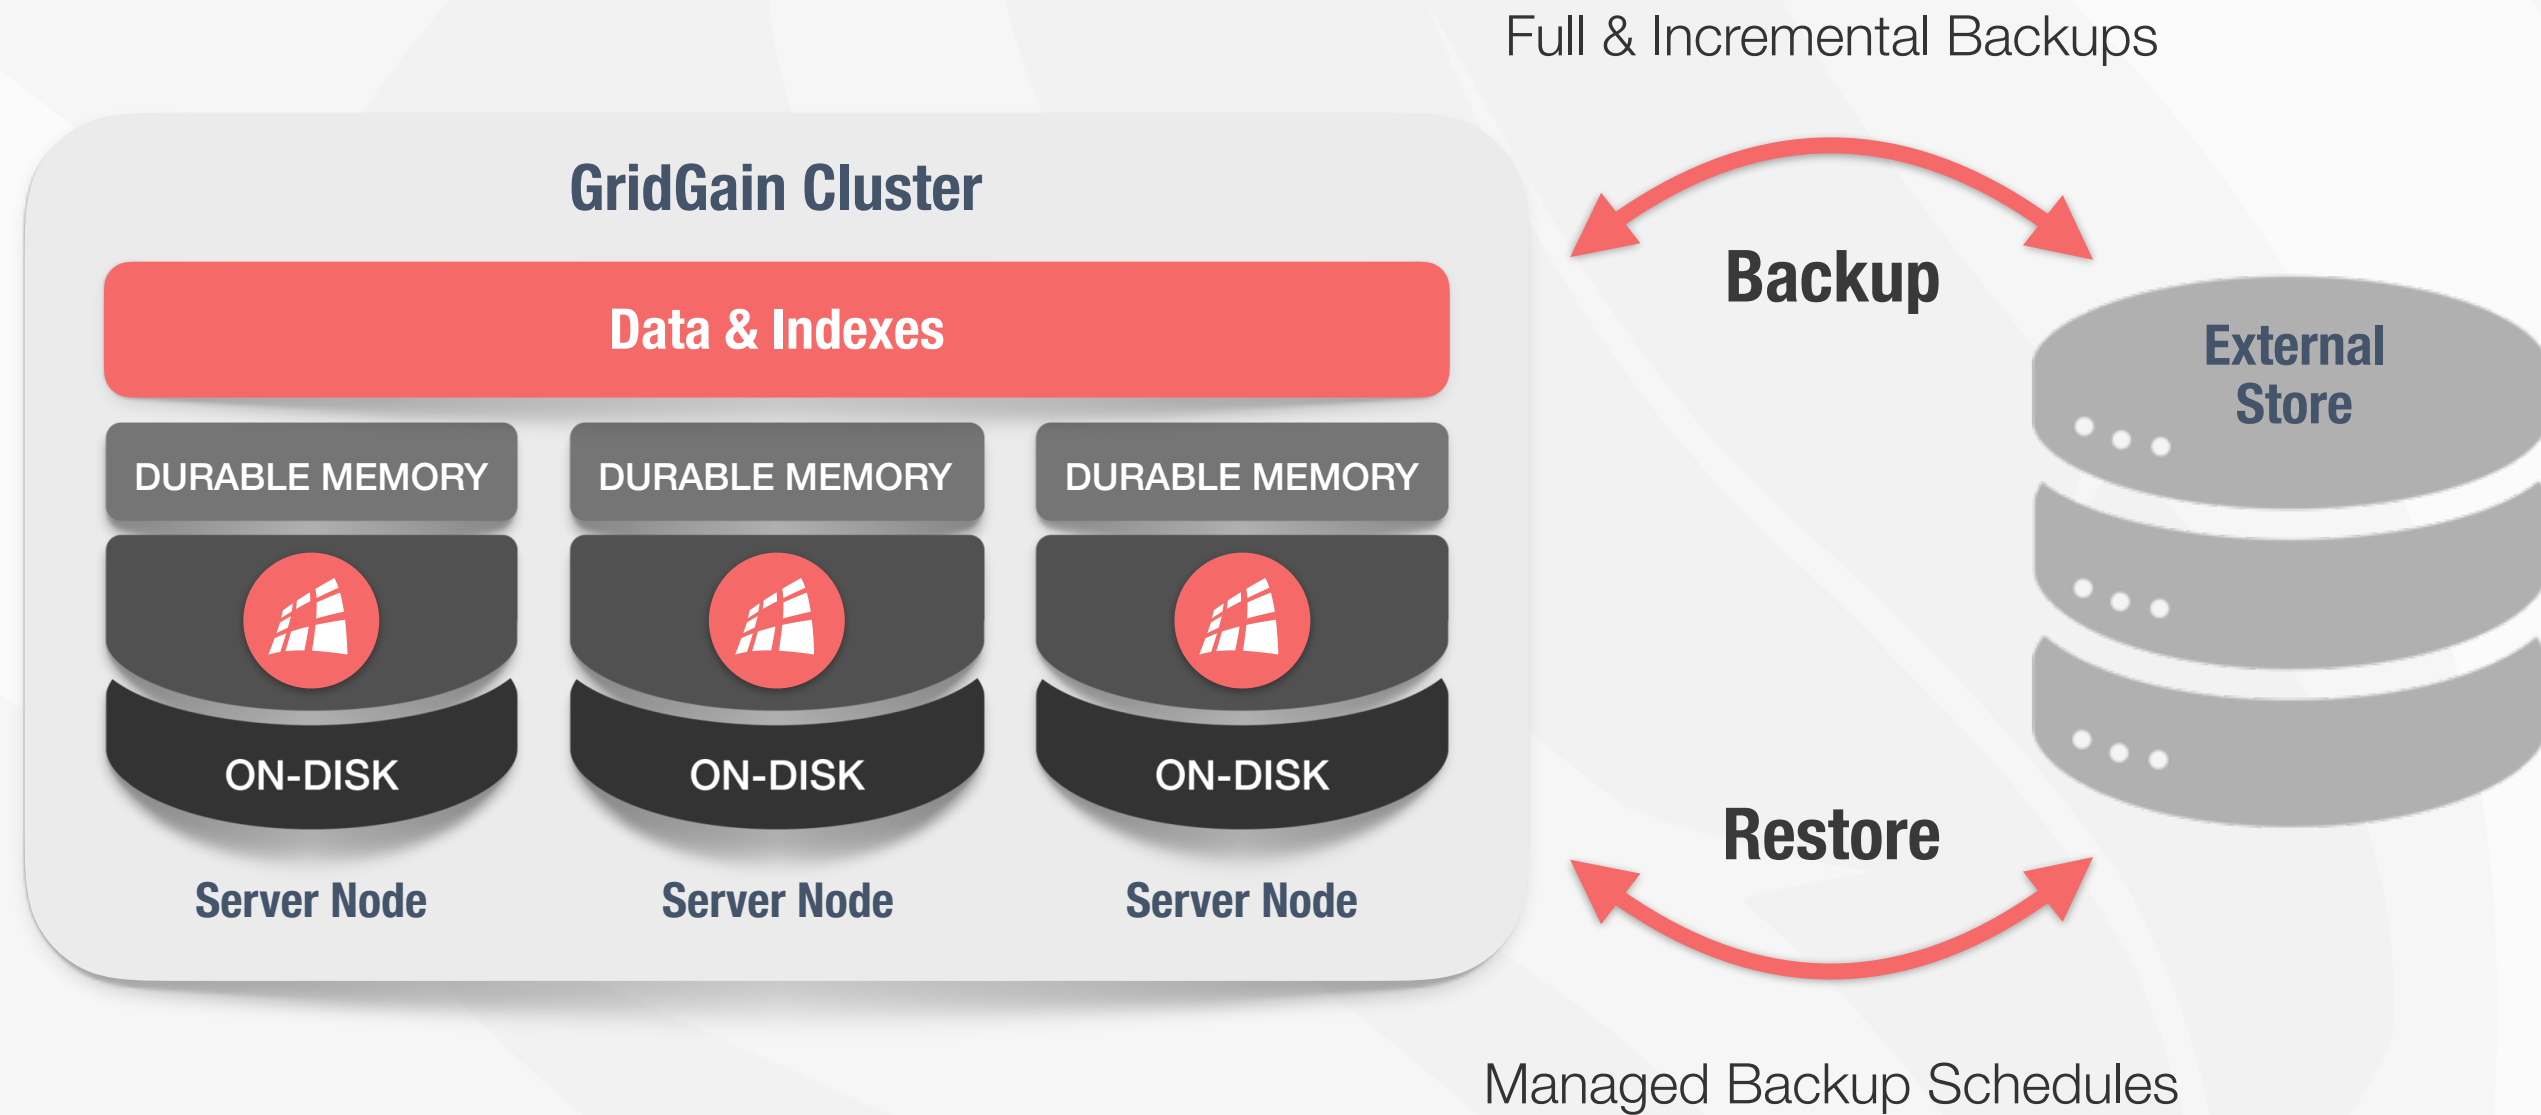 Full & Incremental Backups
GridGain Cluster
Data & Indexes
DURABLE MEMORY
DURABLE MEMORY
DURABLE MEMORY
ON-DISK
ON-DISK
ON-DISK
Server Node
Server Node
Server Node
Backup
External
Store
Restore
Managed Backup Schedules